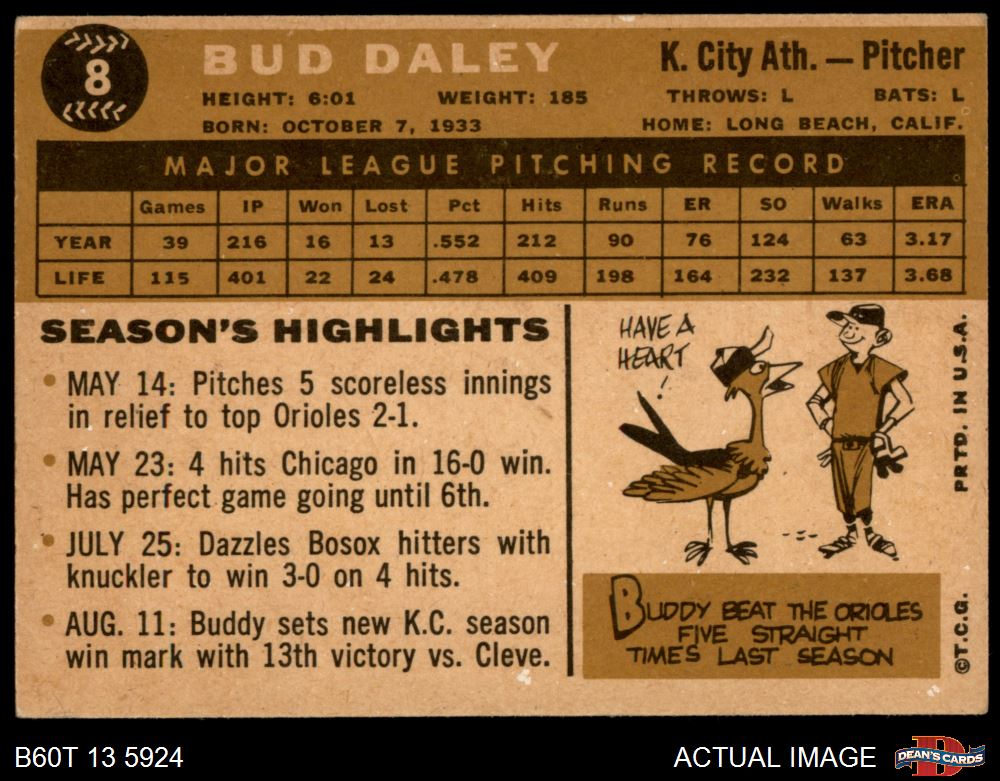 8
BUD DALEY
K. City Ath. — Pitcher
HEIGHT: 6:01 WEIGHT: 185 THROWS: L BATS: L
BORN: OCTOBER 7, 1933 HOME: LONG BEACH, CALIF.
MAJOR LEAGUE PITCHING RECORD
Games IP Won Lost Pct Hits Runs ER SO Walks ERA
YEAR 39 216 16 13 .552 212 90 76 124 63 3.17
LIFE 115 401 22 24 .478 409 198 164 232 137 3.68
SEASON'S HIGHLIGHTS
• MAY 14: Pitches 5 scoreless innings
in relief to top Orioles 2-1.
• MAY 23: 4 hits Chicago in 16-0 win.
Has perfect game going until 6th.
• JULY 25: Dazzles Bosox hitters with
knuckler to win 3-0 on 4 hits.
• AUG. 11: Buddy sets new K.C. season
win mark with 13th victory vs. Cleve.
HAVE A
HEART
!
BUDDY BEAT THE ORIOLES
FIVE STRAIGHT
TIMES LAST SEASON
PRTD. IN U.S.A.
©T.C.G.
B60T 13 5924
ACTUAL IMAGE
D
DEAN'S CARDS